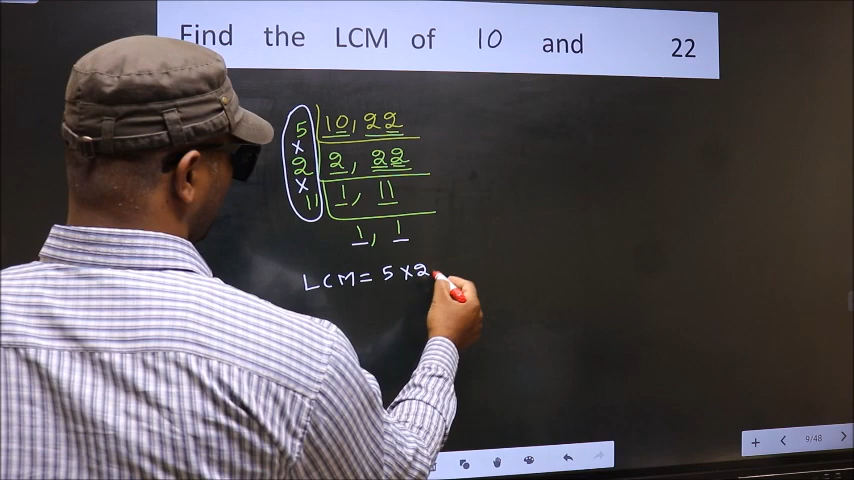 Find the LCM of 10 and 22
5 10, 22
×
2 2, 22
×
11 1, 11
1, 1
LCM = 5 × 2
9/48